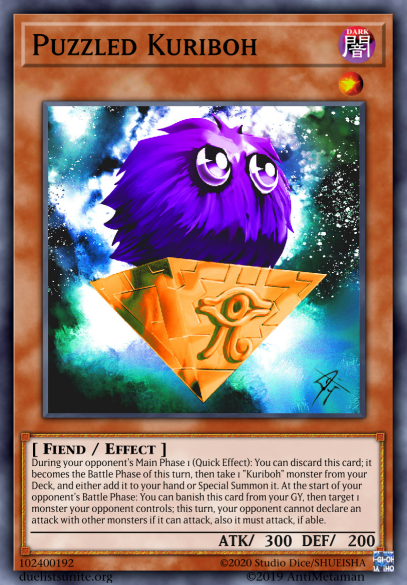 PUZZLED KURIBOH
DARK
闇
[ FIEND / EFFECT ]
During your opponent's Main Phase 1 (Quick Effect): You can discard this card; it
becomes the Battle Phase of this turn, then take 1 "Kuriboh" monster from your
Deck, and either add it to your hand or Special Summon it. At the start of your
opponent's Battle Phase: You can banish this card from your GY, then target 1
monster your opponent controls; this turn, your opponent cannot declare an
attack with other monsters if it can attack, also it must attack, if able.
ATK/ 300 DEF/ 200
102400192 ©2020 Studio Dice/SHUEISHA
duelistsunite.org ©2019 AntiMetaman